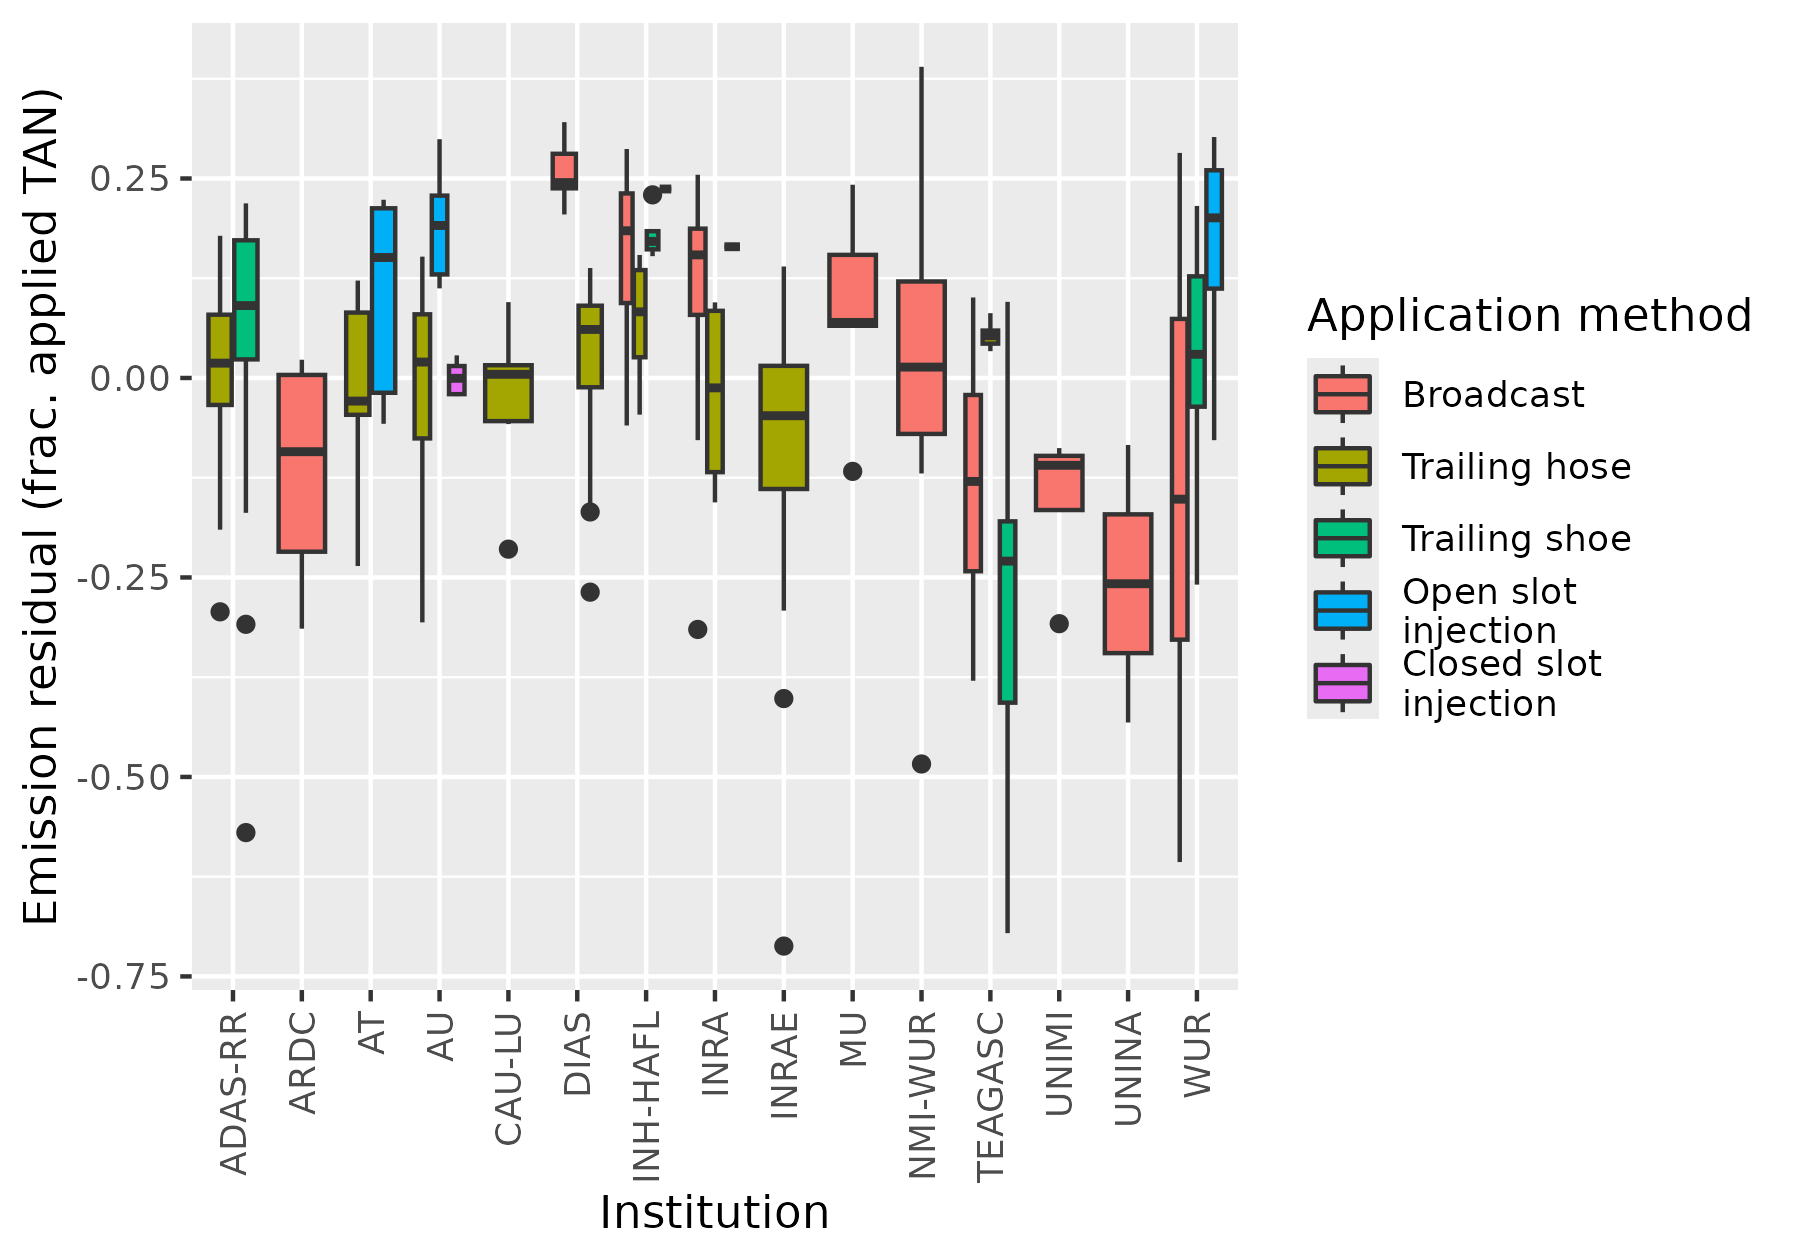 Emission residual (frac. applied TAN)
0.25
0.00
-0.25
-0.50
-0.75
ADAS-RR
ARDC
AT
AU
CAU-LU
DIAS
INH-HAFL
INRA
INRAE
MU
NMI-WUR
TEAGASC
UNIMI
UNINA
WUR
Institution
Application method
Broadcast
Trailing hose
Trailing shoe
Open slot
injection
Closed slot
injection